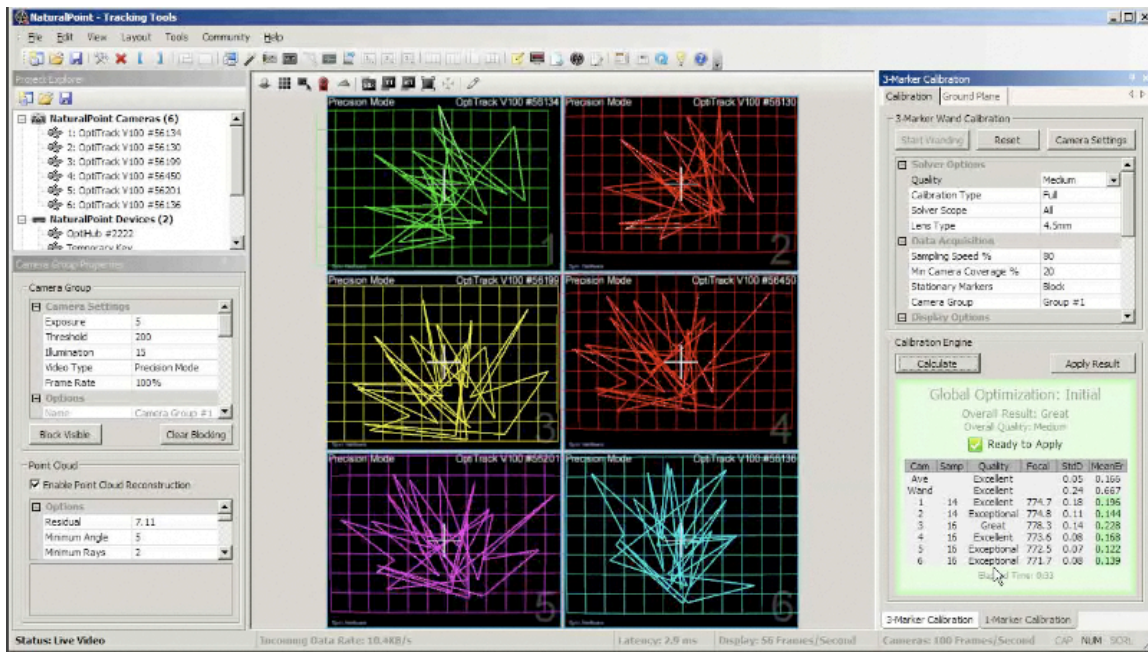 NaturalPoint - Tracking Tools
File Edit View Layout Tools Community Help
Project Explorer
NaturalPoint Cameras (6)
1: OptiTrack V100 #56134
2: OptiTrack V100 #56130
3: OptiTrack V100 #56199
4: OptiTrack V100 #56450
5: OptiTrack V100 #56201
6: OptiTrack V100 #56136
NaturalPoint Devices (2)
OptiHub #2222
Temporary Key
Camera Group Properties
Camera Group
Camera Settings
Exposure 5
Threshold 200
Illumination 15
Video Type Precision Mode
Frame Rate 100%
Options
Name Camera Group #1
Block Visible Clear Blocking
Point Cloud
Enable Point Cloud Reconstruction
Options
Residual 7.11
Minimum Angle 5
Minimum Rays 2
Precision Mode OptiTrack V100 #56134
1
Precision Mode OptiTrack V100 #56130
2
Precision Mode OptiTrack V100 #56199
3
Precision Mode OptiTrack V100 #56450
4
Precision Mode OptiTrack V100 #56201
5
Precision Mode OptiTrack V100 #56136
6
3-Marker Calibration
Calibration Ground Plane
3-Marker Wand Calibration
Start Wanding Reset Camera Settings
Solver Options
Quality Medium
Calibration Type Full
Solver Scope All
Lens Type 4.5mm
Data Acquisition
Sampling Speed % 80
Min Camera Coverage % 20
Stationary Markers Block
Camera Group Group #1
Display Options
Calibration Engine
Calculate Apply Result
Global Optimization: Initial
Overall Result: Great
Overall Quality: Medium
Ready to Apply
Cam Samp Quality Focal StdD MeanEr
Ave Excellent 0.05 0.166
Wand Excellent 0.24 0.667
1 14 Excellent 774.7 0.18 0.196
2 14 Exceptional 774.8 0.11 0.144
3 16 Great 778.3 0.14 0.228
4 16 Excellent 773.6 0.08 0.168
5 16 Exceptional 772.5 0.07 0.122
6 16 Exceptional 771.7 0.08 0.139
Elapsed Time: 0:33
3-Marker Calibration 1-Marker Calibration
Status: Live Video Incoming Data Rate: 10.4KB/s Latency: 2.9 ms Display: 56 Frames/Second Cameras: 100 Frames/Second CAP NUM SCRL